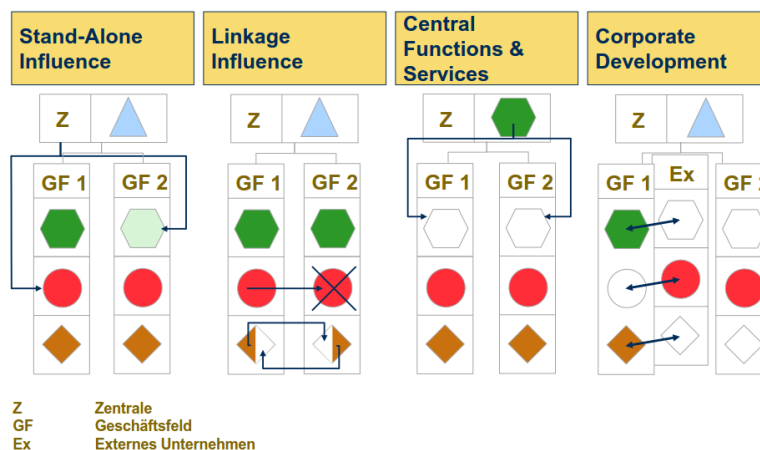 Stand-Alone
Influence
Linkage
Influence
Central
Functions &
Services
Corporate
Development
Z
GF 1
GF 2
Z
GF 1
GF 2
Z
GF 1
GF 2
Z
GF 1
Ex
GF 2
Z Zentrale
GF Geschäftsfeld
Ex Externes Unternehmen